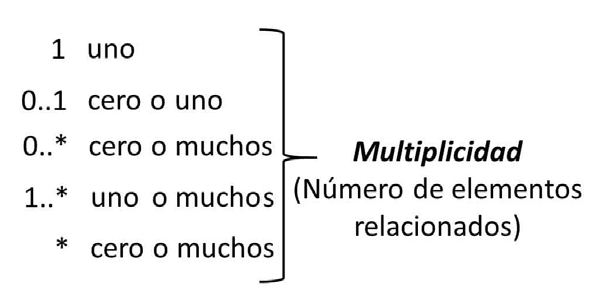 1 uno
0..1 cero o uno
0..* cero o muchos
1..* uno o muchos
* cero o muchos
Multiplicidad
(Número de elementos
relacionados)